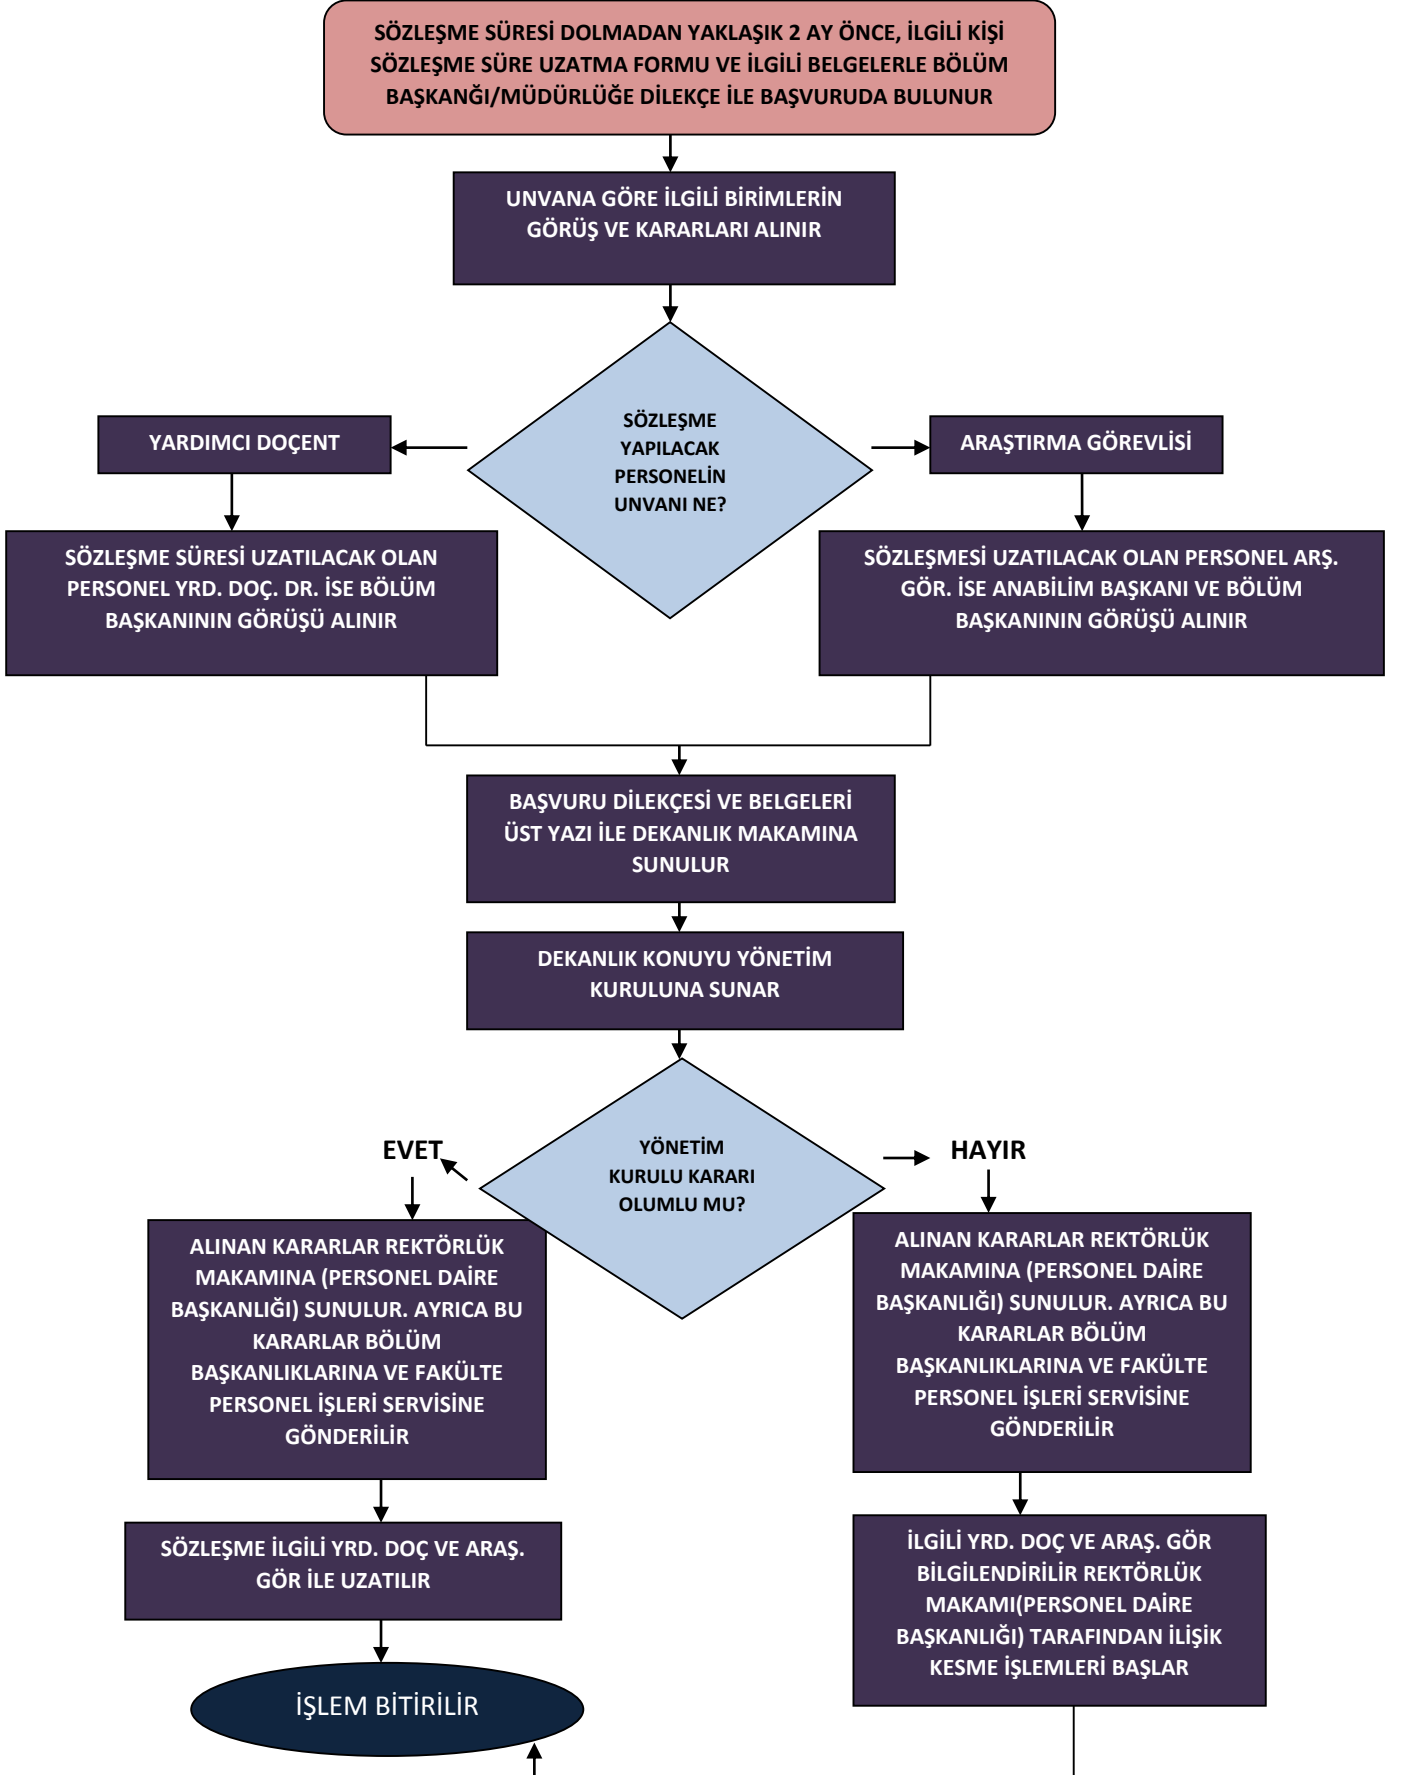 SÖZLEŞME SÜRESİ DOLMADAN YAKLAŞIK 2 AY ÖNCE, İLGİLİ KİŞİ
SÖZLEŞME SÜRE UZATMA FORMU VE İLGİLİ BELGELERLE BÖLÜM
BAŞKANĞI/MÜDÜRLÜĞE DİLEKÇE İLE BAŞVURUDA BULUNUR
UNVANA GÖRE İLGİLİ BİRİMLERİN
GÖRÜŞ VE KARARLARI ALINIR
SÖZLEŞME
YAPILACAK
PERSONELİN
UNVANI NE?
YARDIMCI DOÇENT
ARAŞTIRMA GÖREVLİSİ
SÖZLEŞME SÜRESİ UZATILACAK OLAN
PERSONEL YRD. DOÇ. DR. İSE BÖLÜM
BAŞKANININ GÖRÜŞÜ ALINIR
SÖZLEŞMESİ UZATILACAK OLAN PERSONEL ARŞ.
GÖR. İSE ANABİLİM BAŞKANI VE BÖLÜM
BAŞKANININ GÖRÜŞÜ ALINIR
BAŞVURU DİLEKÇESİ VE BELGELERİ
ÜST YAZI İLE DEKANLIK MAKAMINA
SUNULUR
DEKANLIK KONUYU YÖNETİM
KURULUNA SUNAR
YÖNETİM
KURULU KARARI
OLUMLU MU?
EVET
HAYIR
ALINAN KARARLAR REKTÖRLÜK
MAKAMINA (PERSONEL DAİRE
BAŞKANLIĞI) SUNULUR. AYRICA BU
KARARLAR BÖLÜM
BAŞKANLIKLARINA VE FAKÜLTE
PERSONEL İŞLERİ SERVİSİNE
GÖNDERİLİR
ALINAN KARARLAR REKTÖRLÜK
MAKAMINA (PERSONEL DAİRE
BAŞKANLIĞI) SUNULUR. AYRICA BU
KARARLAR BÖLÜM
BAŞKANLIKLARINA VE FAKÜLTE
PERSONEL İŞLERİ SERVİSİNE
GÖNDERİLİR
SÖZLEŞME İLGİLİ YRD. DOÇ VE ARAŞ.
GÖR İLE UZATILIR
İLGİLİ YRD. DOÇ VE ARAŞ. GÖR
BİLGİLENDİRİLİR REKTÖRLÜK
MAKAMI(PERSONEL DAİRE
BAŞKANLIĞI) TARAFINDAN İLİŞİK
KESME İŞLEMLERİ BAŞLAR
İŞLEM BİTİRİLİR